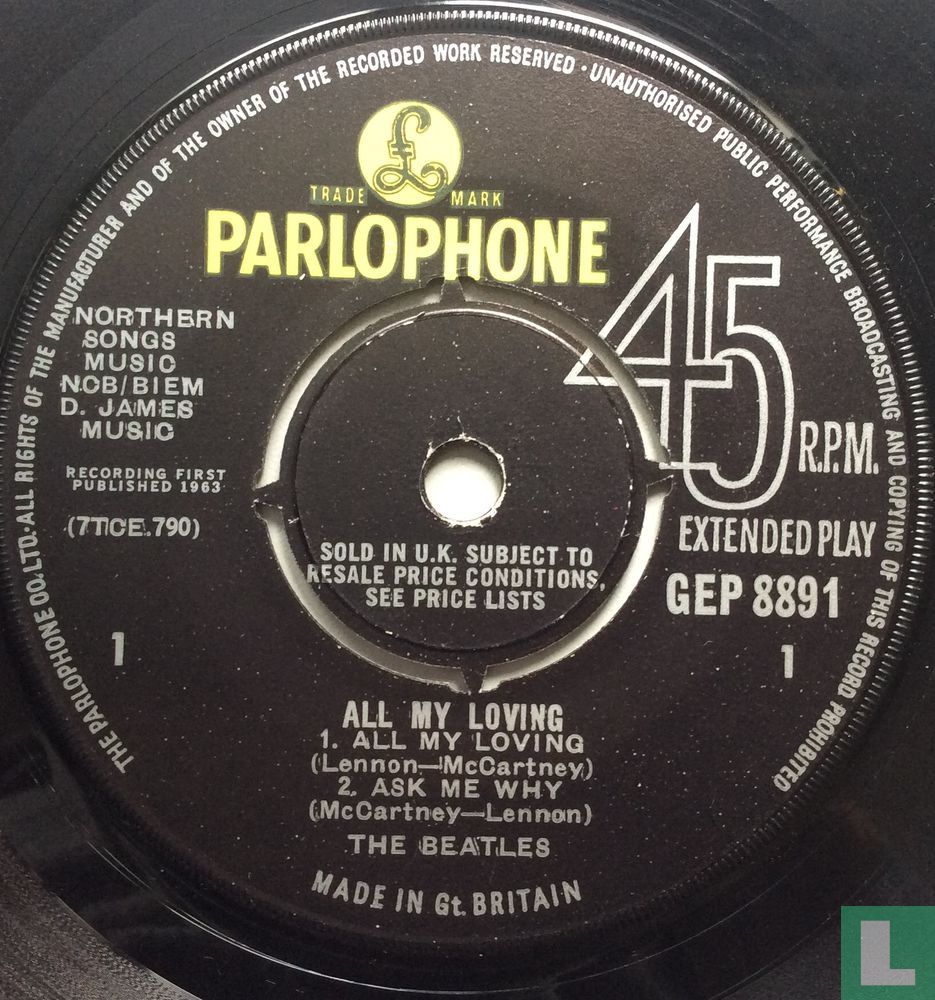 THE PARLOPHONE CO. LTD. · ALL RIGHTS OF THE MANUFACTURER AND OF THE OWNER OF THE RECORDED WORK RESERVED · UNAUTHORISED PUBLIC PERFORMANCE BROADCASTING AND COPYING OF THIS RECORD PROHIBITED
£
TRADE MARK
PARLOPHONE
45
R.P.M.
EXTENDED PLAY
GEP 8891
NORTHERN
SONGS
MUSIC
NCB/BIEM
D. JAMES
MUSIC
RECORDING FIRST
PUBLISHED 1963
(7TCE.790)
SOLD IN U.K. SUBJECT TO
RESALE PRICE CONDITIONS,
SEE PRICE LISTS
1
1
ALL MY LOVING
1. ALL MY LOVING
(Lennon—McCartney)
2. ASK ME WHY
(McCartney—Lennon)
THE BEATLES
MADE IN Gt. BRITAIN
L